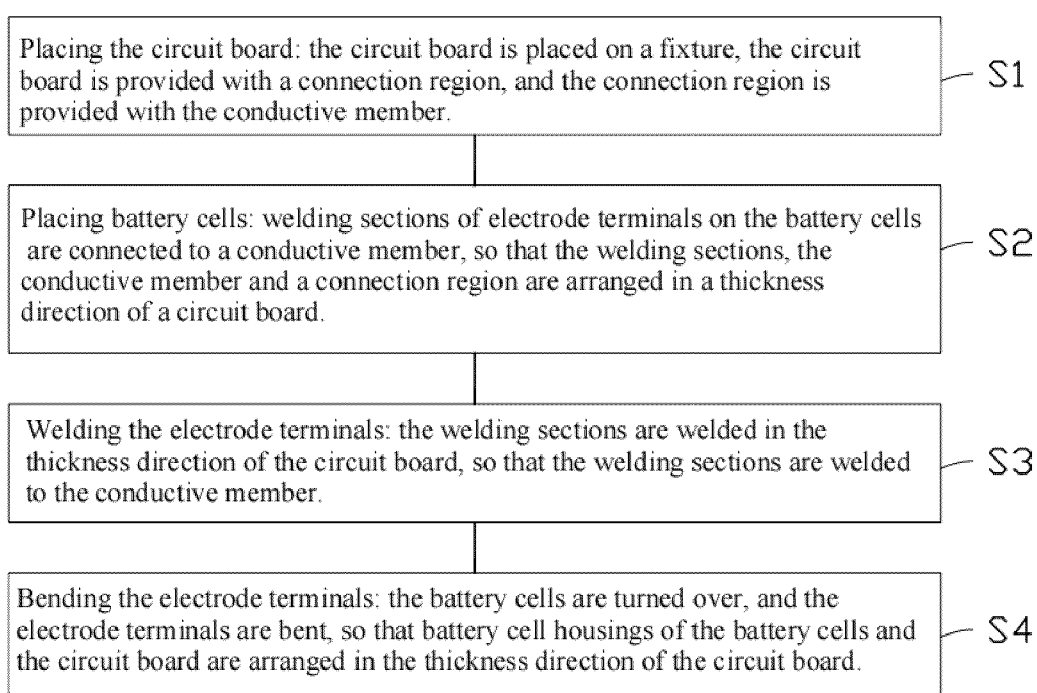 Placing the circuit board: the circuit board is placed on a fixture, the circuit
board is provided with a connection region, and the connection region is
provided with the conductive member.
S1
Placing battery cells: welding sections of electrode terminals on the battery cells
are connected to a conductive member, so that the welding sections, the
conductive member and a connection region are arranged in a thickness
direction of a circuit board.
S2
Welding the electrode terminals: the welding sections are welded in the
thickness direction of the circuit board, so that the welding sections are welded
to the conductive member.
S3
Bending the electrode terminals: the battery cells are turned over, and the
electrode terminals are bent, so that battery cell housings of the battery cells and
the circuit board are arranged in the thickness direction of the circuit board.
S4